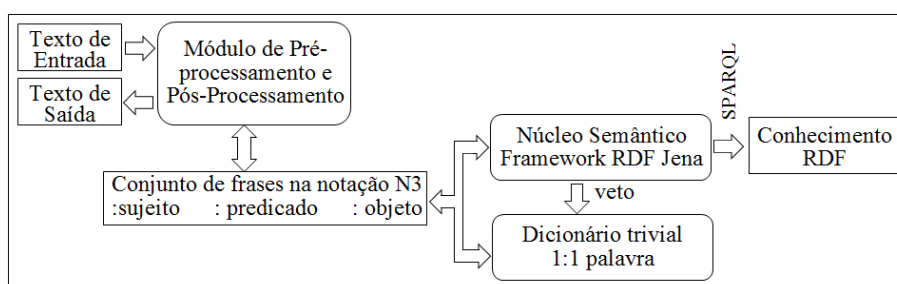 Texto de
Entrada
Módulo de Pré-
processamento e
Pós-Processamento
Texto de
Saída
Conjunto de frases na notação N3
:sujeito : predicado : objeto
Núcleo Semântico
Framework RDF Jena
SPARQL
Conhecimento
RDF
veto
Dicionário trivial
1:1 palavra